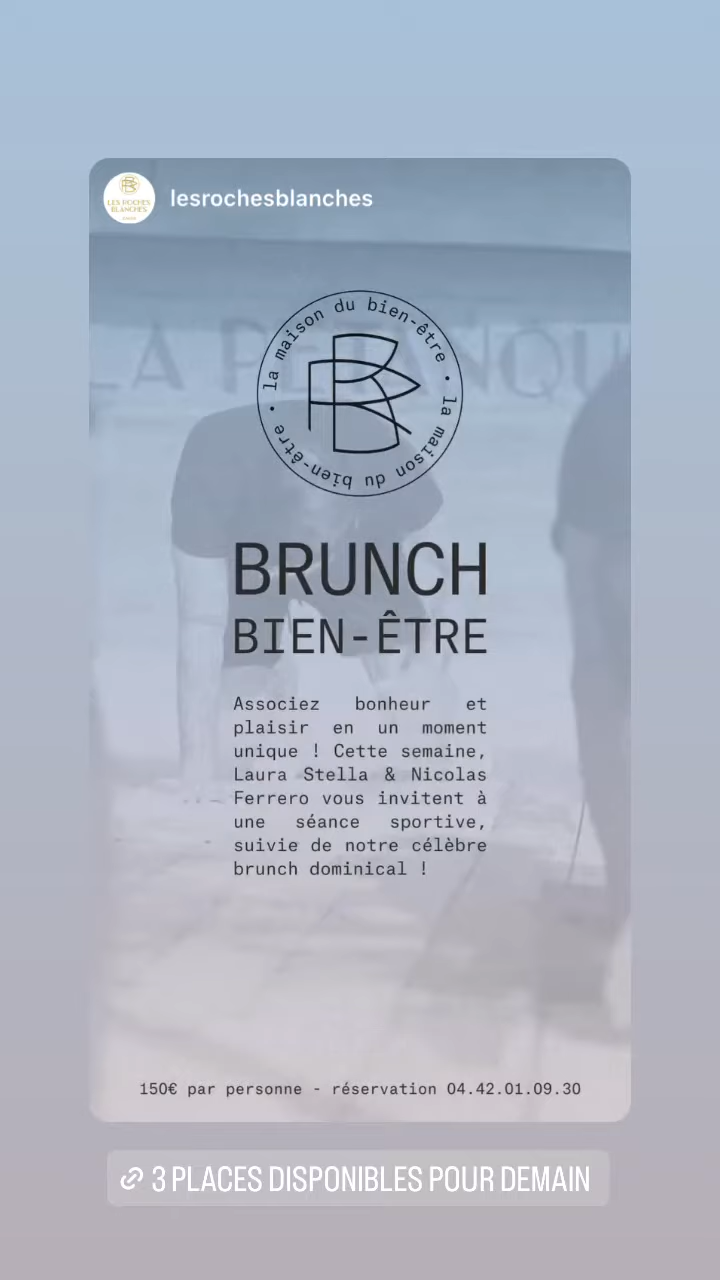 LES ROCHES
BLANCHES
lesrochesblanches
la maison du bien-être • la maison du bien-être •
LA PÉTANQU
BRUNCH
BIEN-ÊTRE
Associez bonheur et
plaisir en un moment
unique ! Cette semaine,
Laura Stella & Nicolas
Ferrero vous invitent à
une séance sportive,
suivie de notre célèbre
brunch dominical !
150€ par personne - réservation 04.42.01.09.30
3 PLACES DISPONIBLES POUR DEMAIN